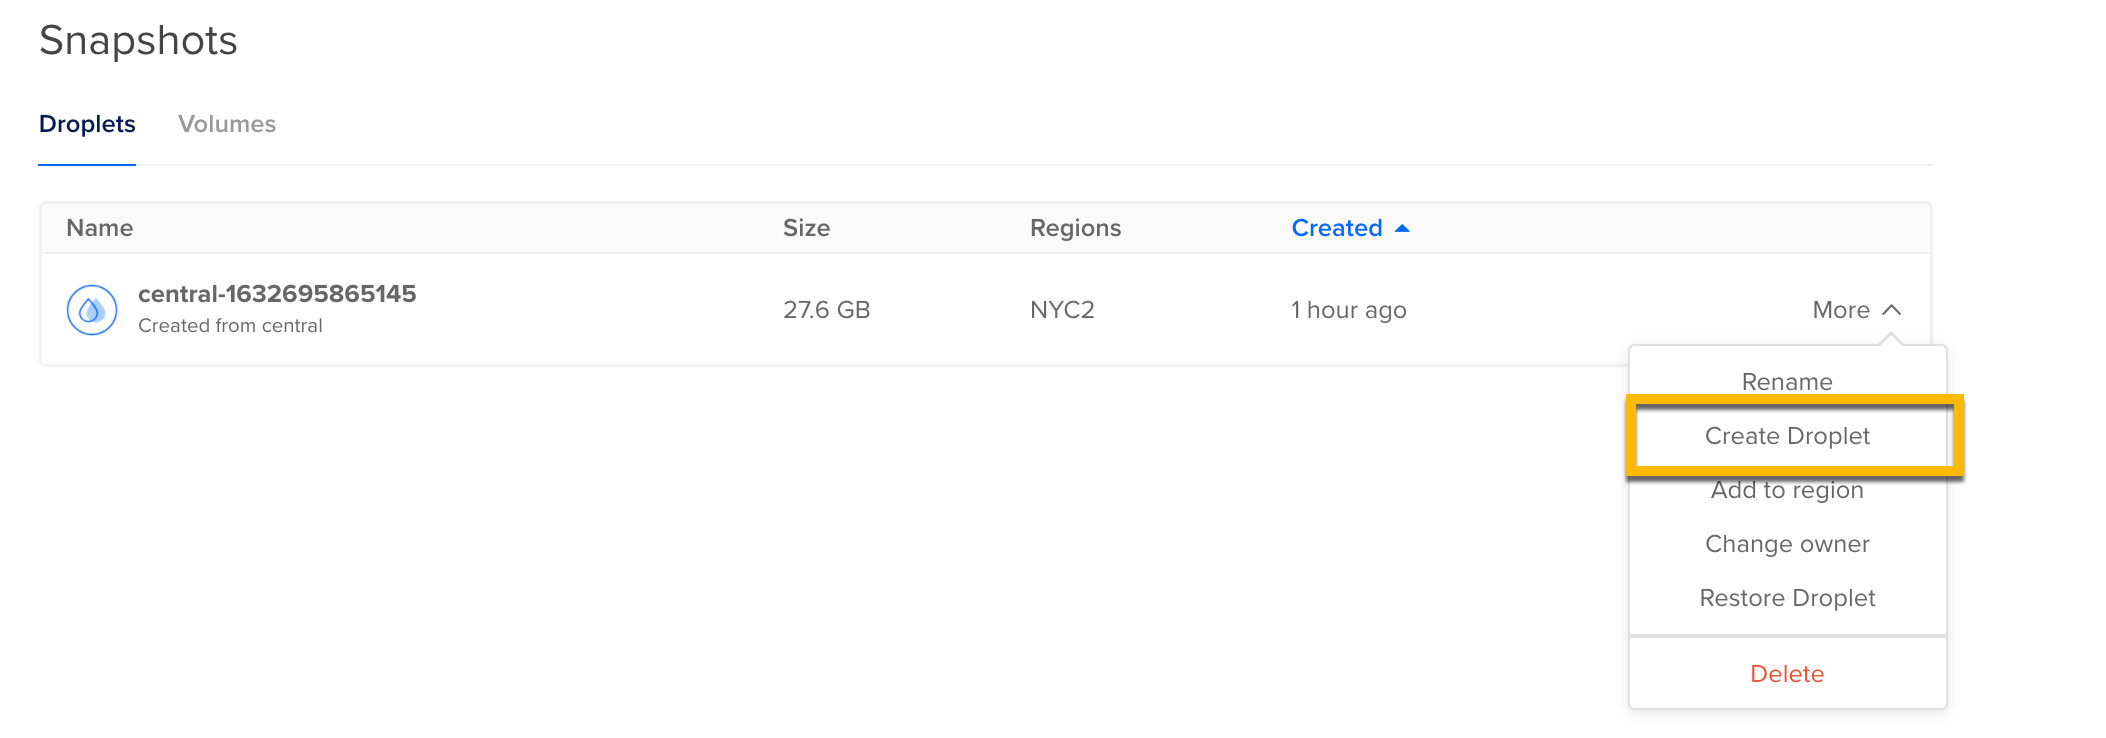 Snapshots
Droplets Volumes
Name Size Regions Created
central-1632695865145
Created from central
27.6 GB NYC2 1 hour ago More
Rename
Create Droplet
Add to region
Change owner
Restore Droplet
Delete